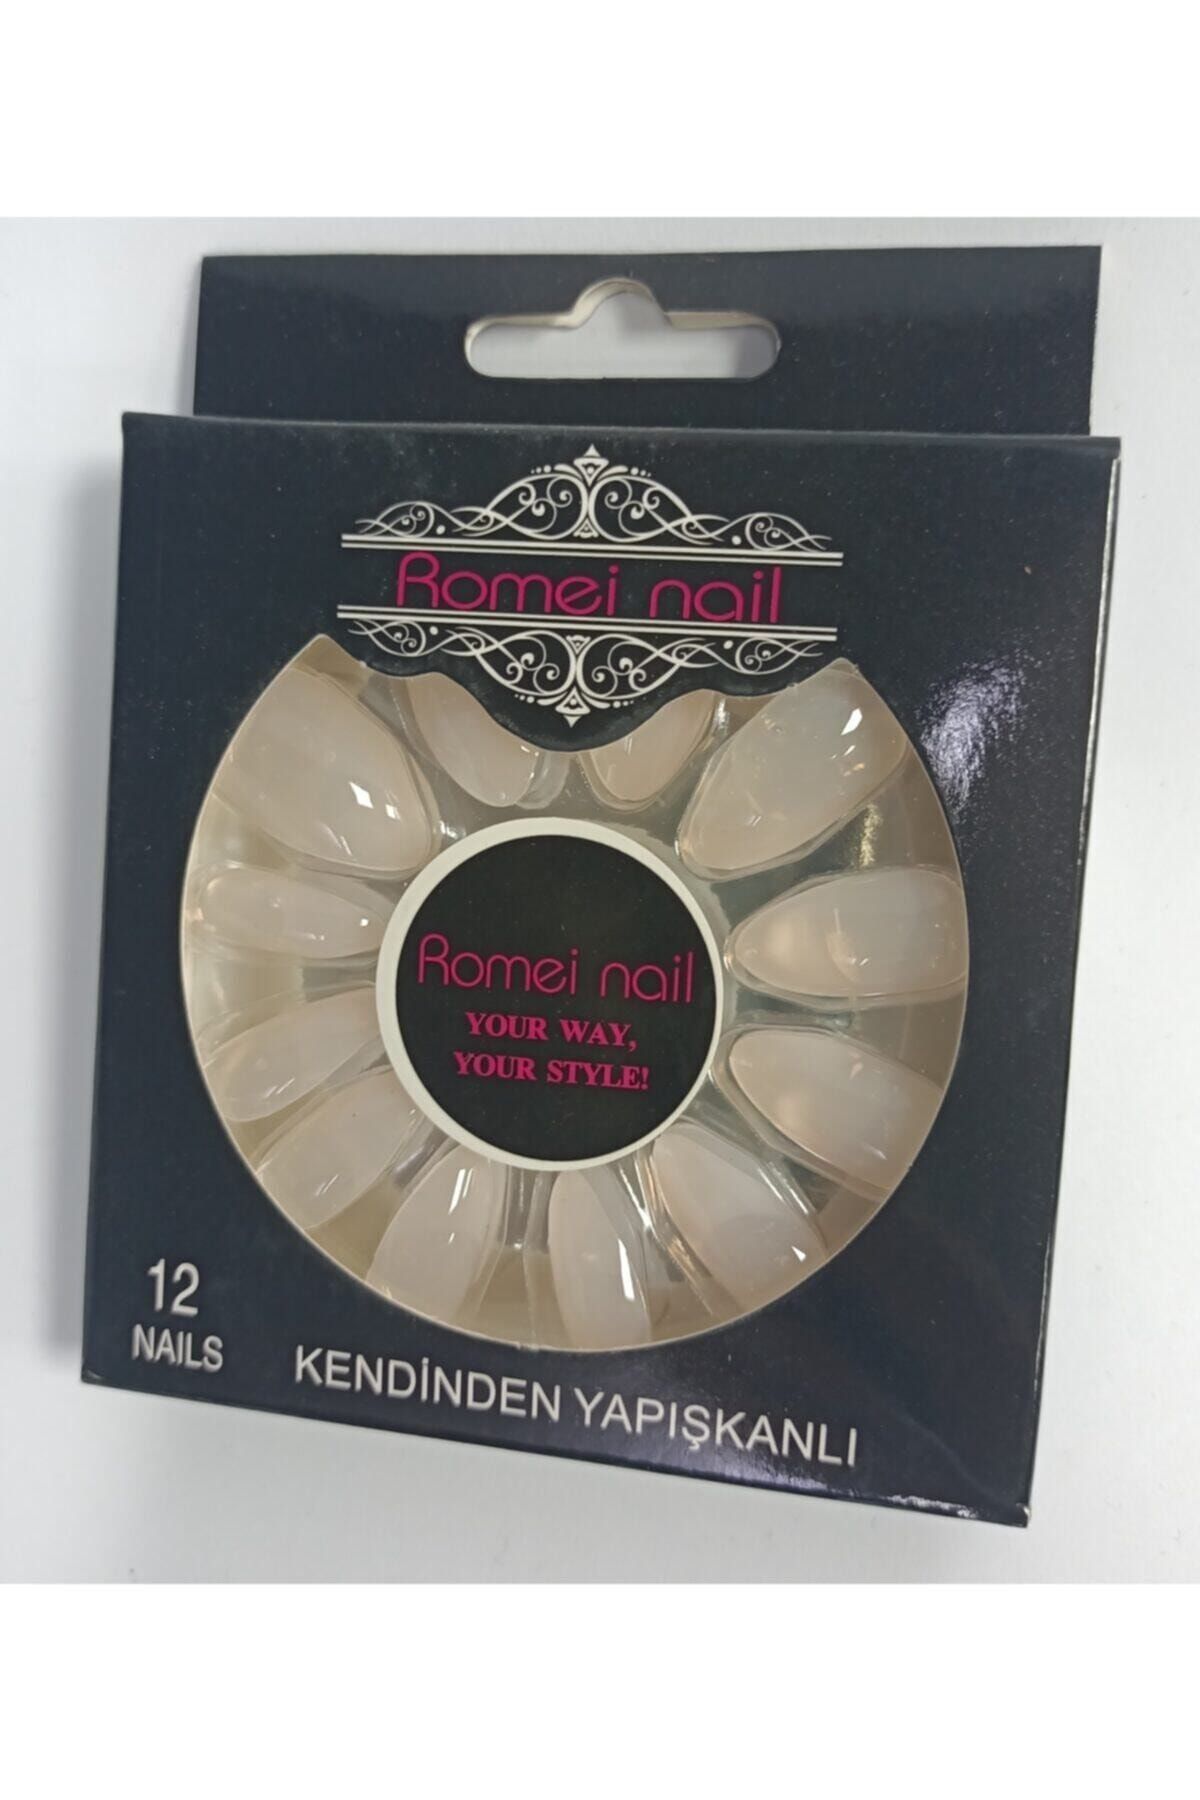 Romei nail
Romei nail
YOUR WAY,
YOUR STYLE!
12
NAILS
KENDİNDEN YAPIŞKANLI